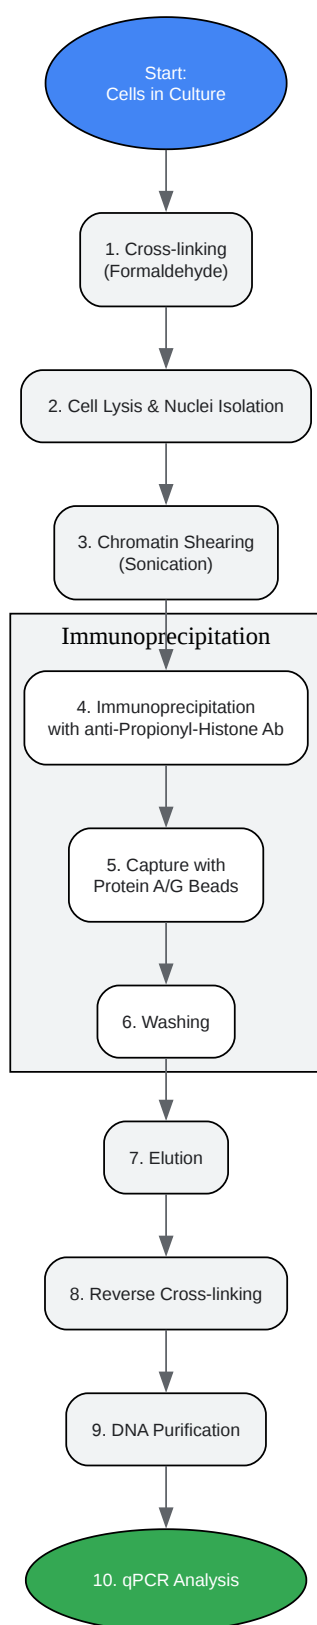 Start:
Cells in Culture
1. Cross-linking
(Formaldehyde)
2. Cell Lysis & Nuclei Isolation
3. Chromatin Shearing
(Sonication)
Immunoprecipitation
4. Immunoprecipitation
with anti-Propionyl-Histone Ab
5. Capture with
Protein A/G Beads
6. Washing
7. Elution
8. Reverse Cross-linking
9. DNA Purification
10. qPCR Analysis